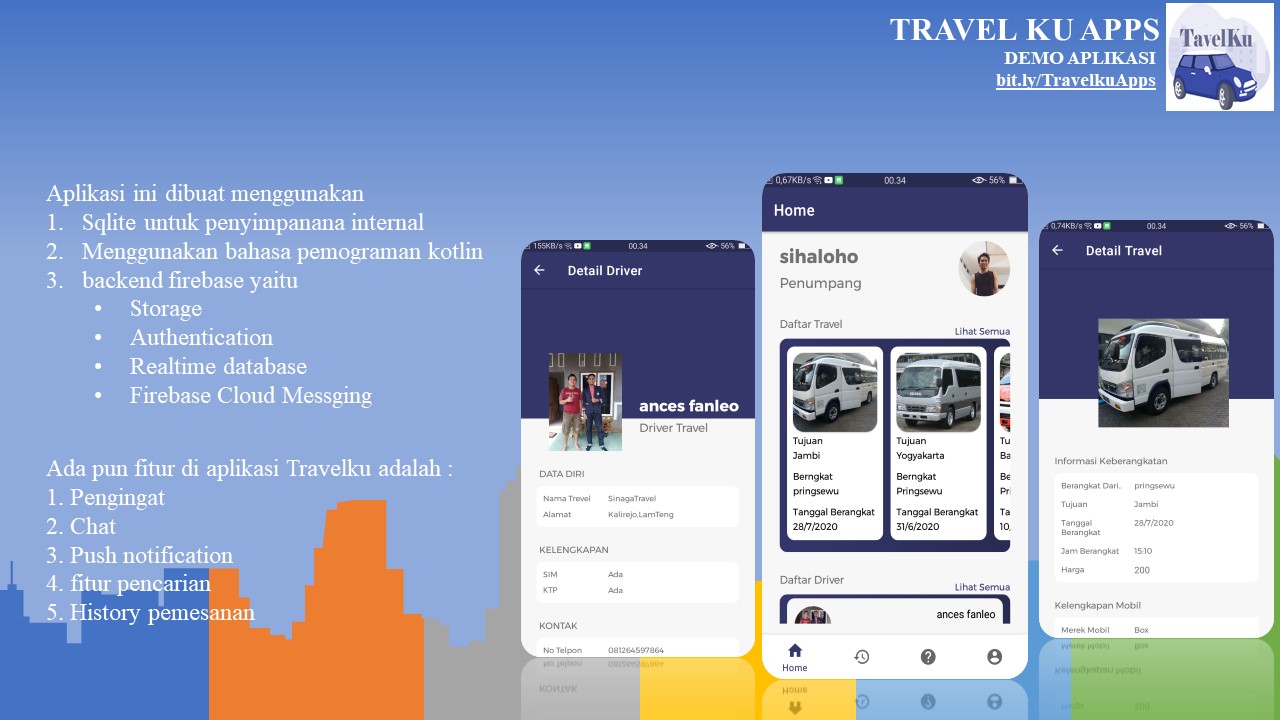 TRAVEL KU APPS
DEMO APLIKASI
bit.ly/TravelkuApps
TavelKu
Aplikasi ini dibuat menggunakan
1. Sqlite untuk penyimpanana internal
2. Menggunakan bahasa pemograman kotlin
3. backend firebase yaitu
• Storage
• Authentication
• Realtime database
• Firebase Cloud Messging
Ada pun fitur di aplikasi Travelku adalah :
1. Pengingat
2. Chat
3. Push notification
4. fitur pencarian
5. History pemesanan
155KB/s 00.34 56%
Detail Driver
ances fanleo
Driver Travel
DATA DIRI
Nama Trevel SinagaTravel
Alamat Kalirejo,LamTeng
KELENGKAPAN
SIM Ada
KTP Ada
KONTAK
No Telpon 081264597864
0,67KB/s 00.34 56%
Home
sihaloho
Penumpang
Daftar Travel
Lihat Semua
Tujuan
Jambi
Berngkat
pringsewu
Tanggal Berangkat
28/7/2020
Tujuan
Yogyakarta
Berngkat
Pringsewu
Tanggal Berangkat
31/6/2020
Tu
Ba
Be
Pri
Ta
10,
Daftar Driver
Lihat Semua
ances fanleo
Home
0,74KB/s 00.34 56%
Detail Travel
Informasi Keberangkatan
Berangkat Dari.. pringsewu
Tujuan Jambi
Tanggal Berangkat 28/7/2020
Jam Berangkat 15:10
Harga 200
Kelengkapan Mobil
Merek Mobil Box